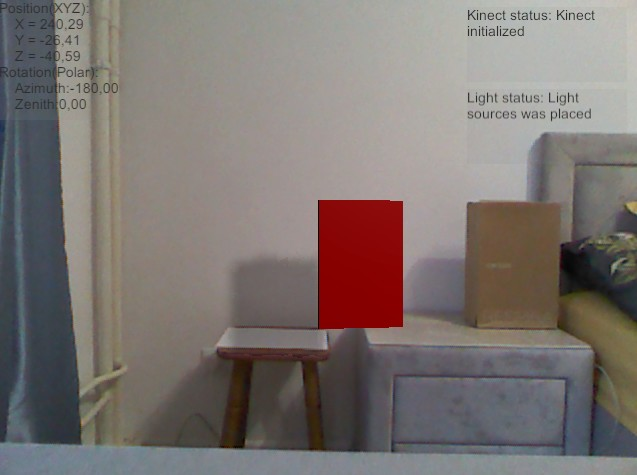 Position(XYZ):
X = 240,29
Y = -26,41
Z = -40,59
Rotation(Polar):
Azimuth:-180,00
Zenith:0,00
Kinect status: Kinect
initialized
Light status: Light
sources was placed